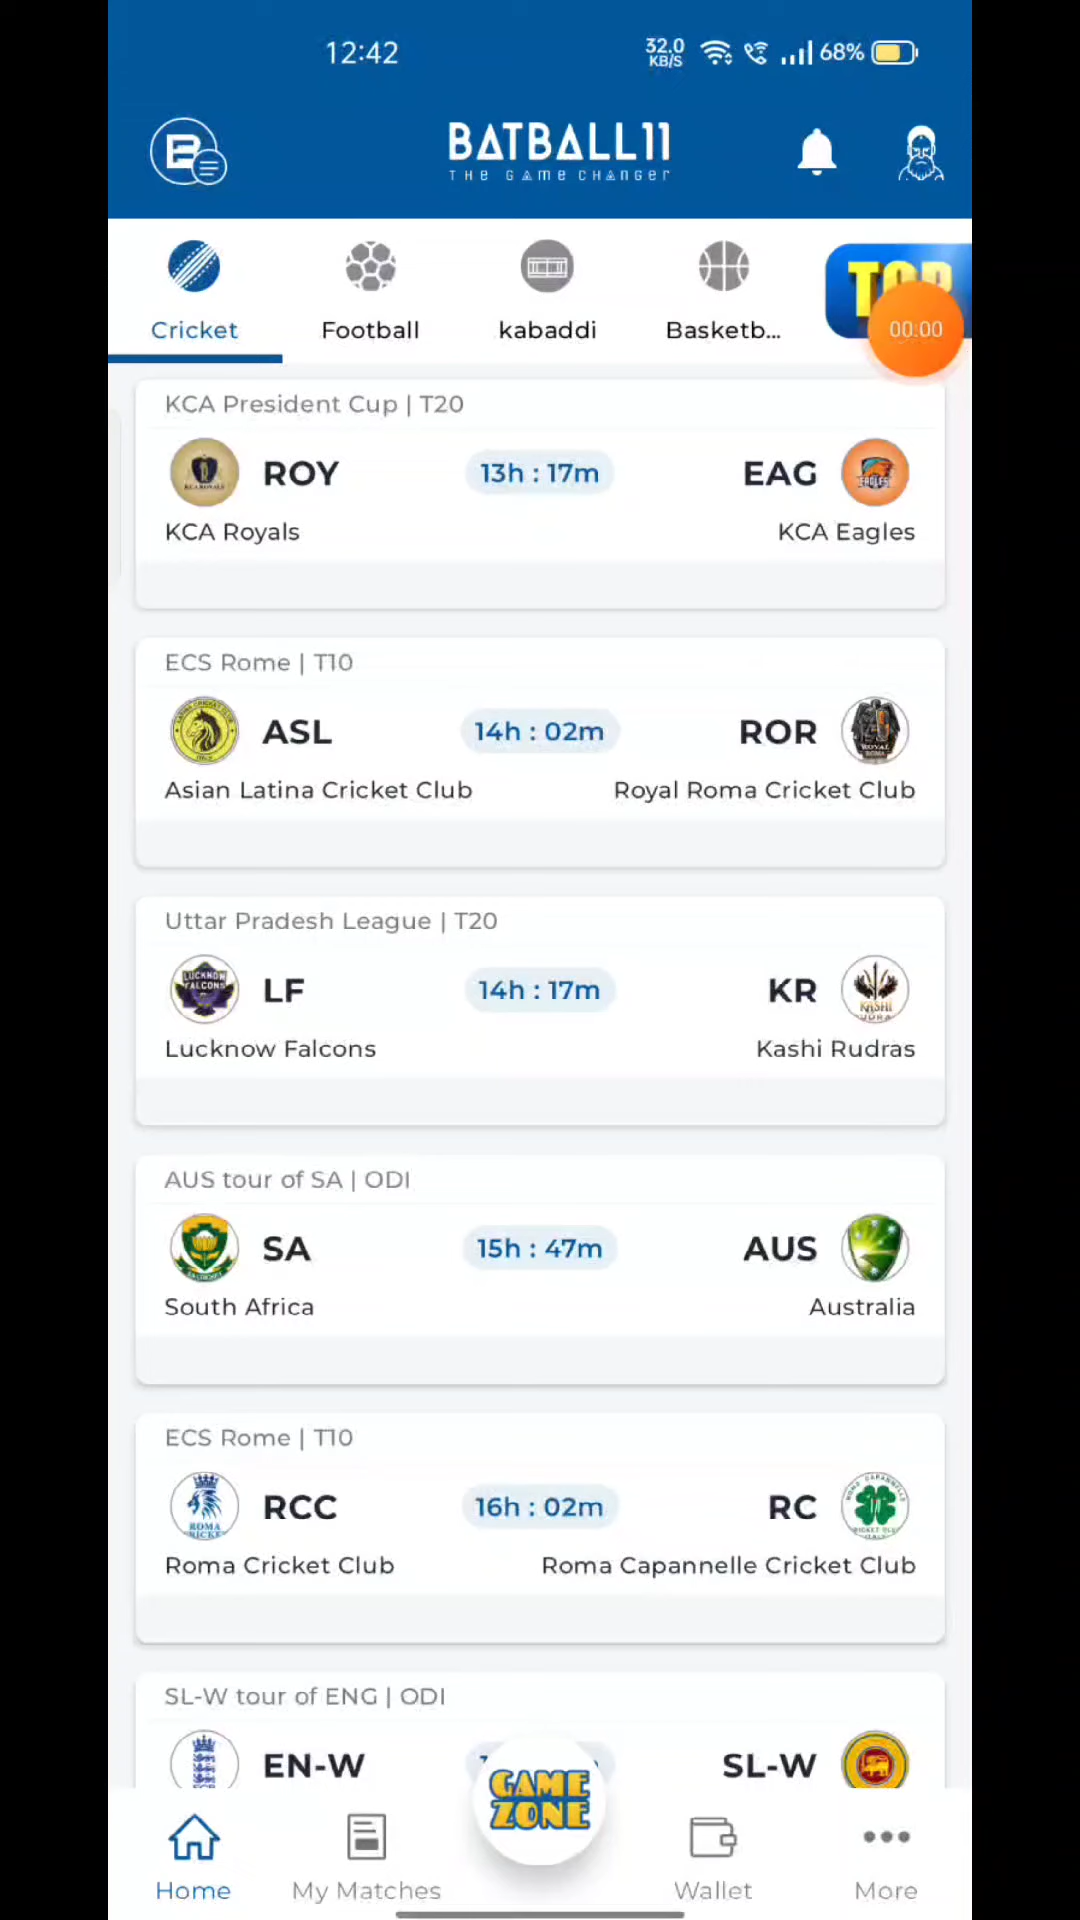 12:42
32.0
KB/S
68%
BATBALL11
THE GAME CHANGER
Cricket
Football
kabaddi
Basketb...
TOP
00:00
KCA President Cup | T20
ROY
13h : 17m
EAG
KCA Royals
KCA Eagles
ECS Rome | T10
ASL
14h : 02m
ROR
Asian Latina Cricket Club
Royal Roma Cricket Club
Uttar Pradesh League | T20
LF
14h : 17m
KR
Lucknow Falcons
Kashi Rudras
AUS tour of SA | ODI
SA
15h : 47m
AUS
South Africa
Australia
ECS Rome | T10
RCC
16h : 02m
RC
Roma Cricket Club
Roma Capannelle Cricket Club
SL-W tour of ENG | ODI
EN-W
SL-W
GAME
ZONE
Home
My Matches
Wallet
More